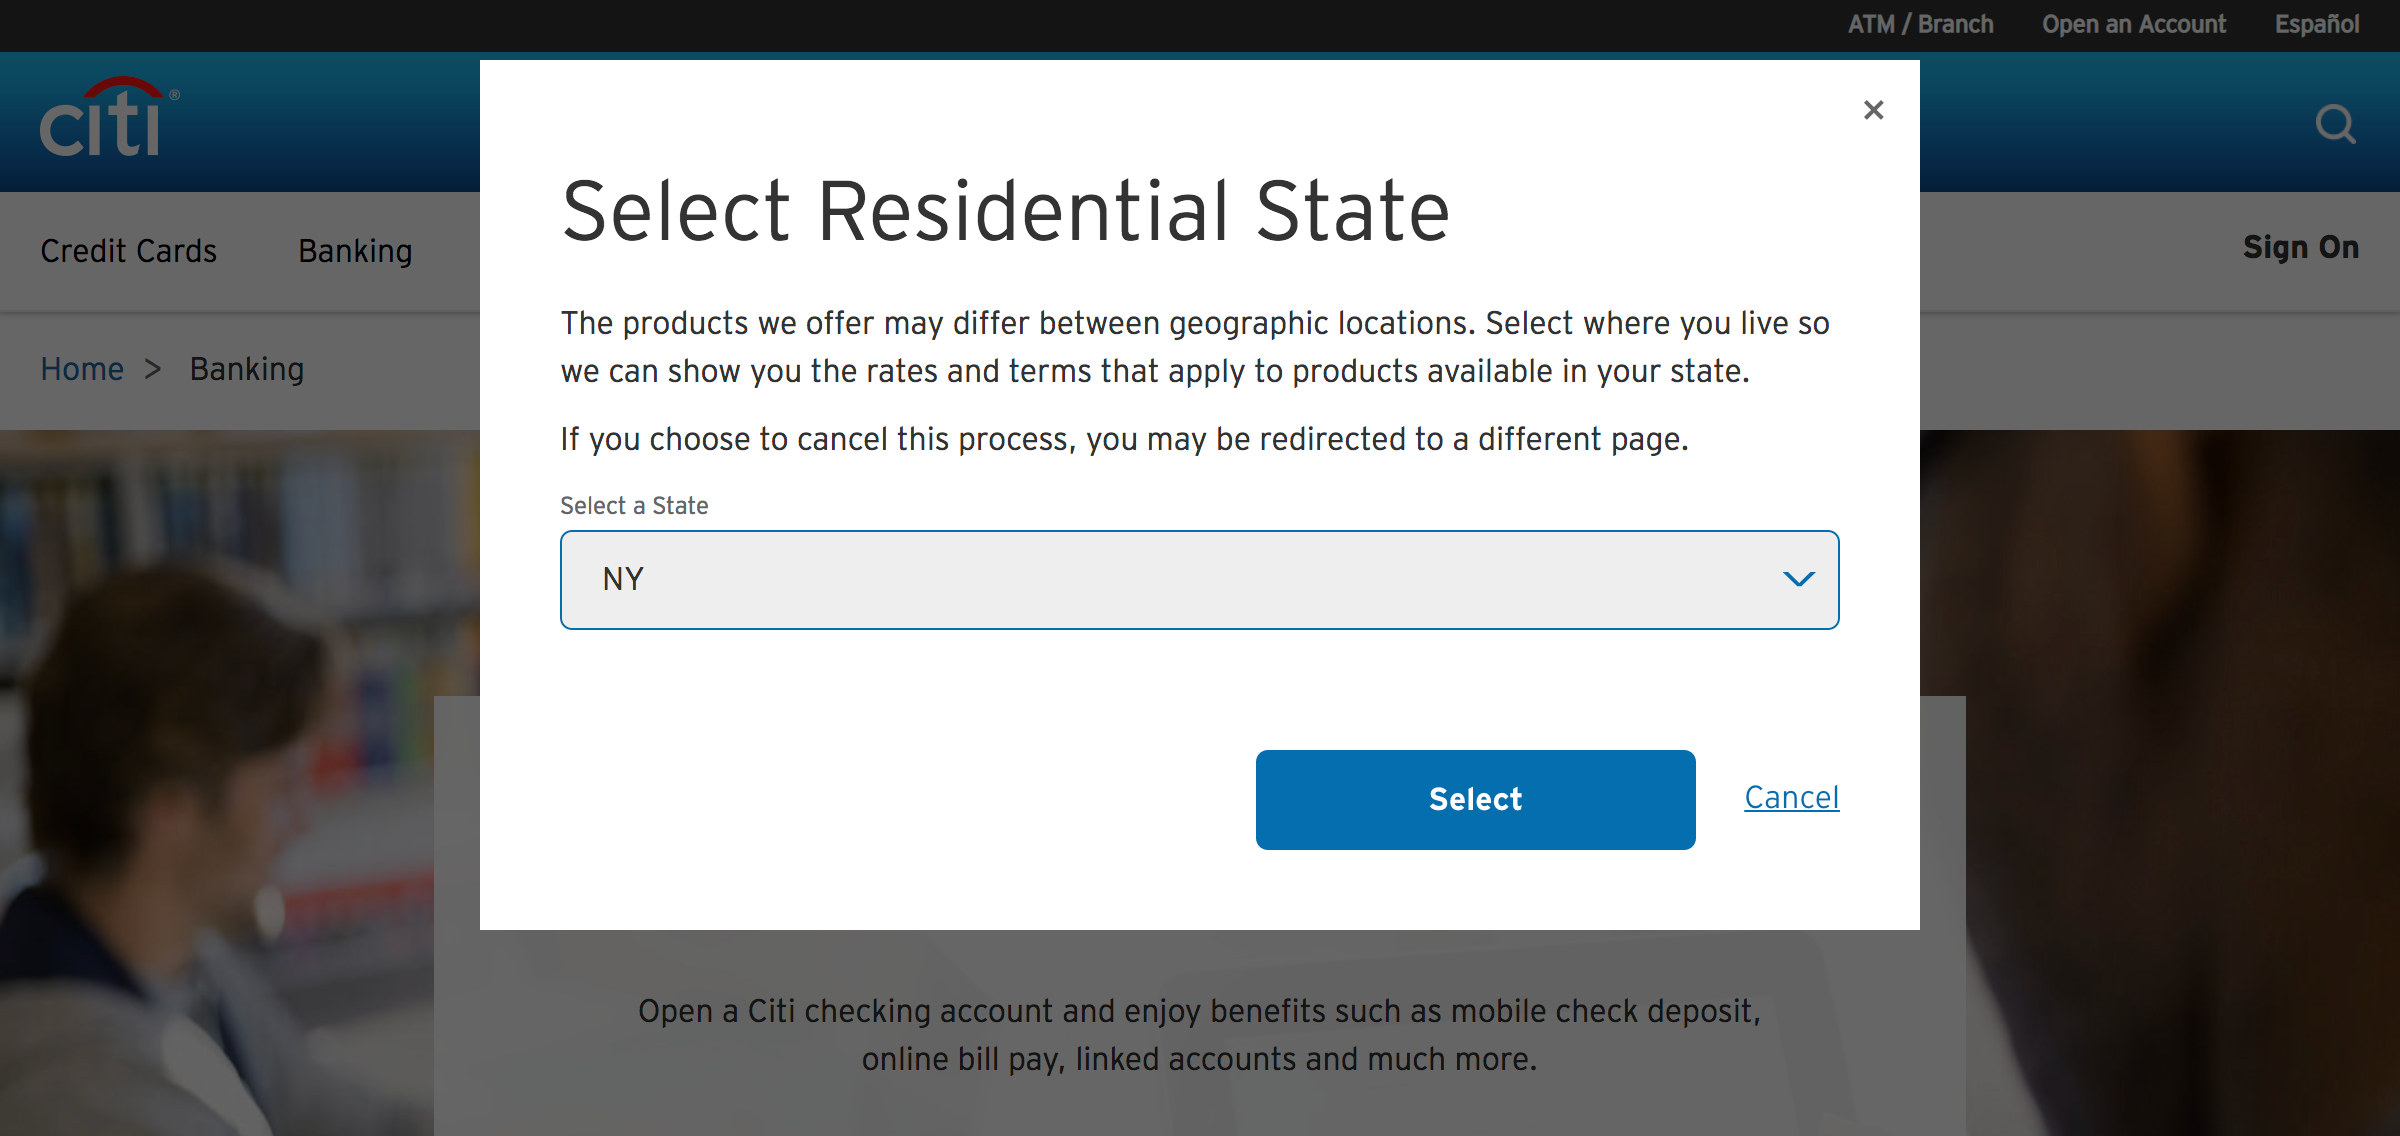 ATM / Branch
Open an Account
Español
citi®
Credit Cards
Banking
Sign On
Home > Banking
×
Select Residential State
The products we offer may differ between geographic locations. Select where you live so
we can show you the rates and terms that apply to products available in your state.
If you choose to cancel this process, you may be redirected to a different page.
Select a State
NY
Select
Cancel
Open a Citi checking account and enjoy benefits such as mobile check deposit,
online bill pay, linked accounts and much more.